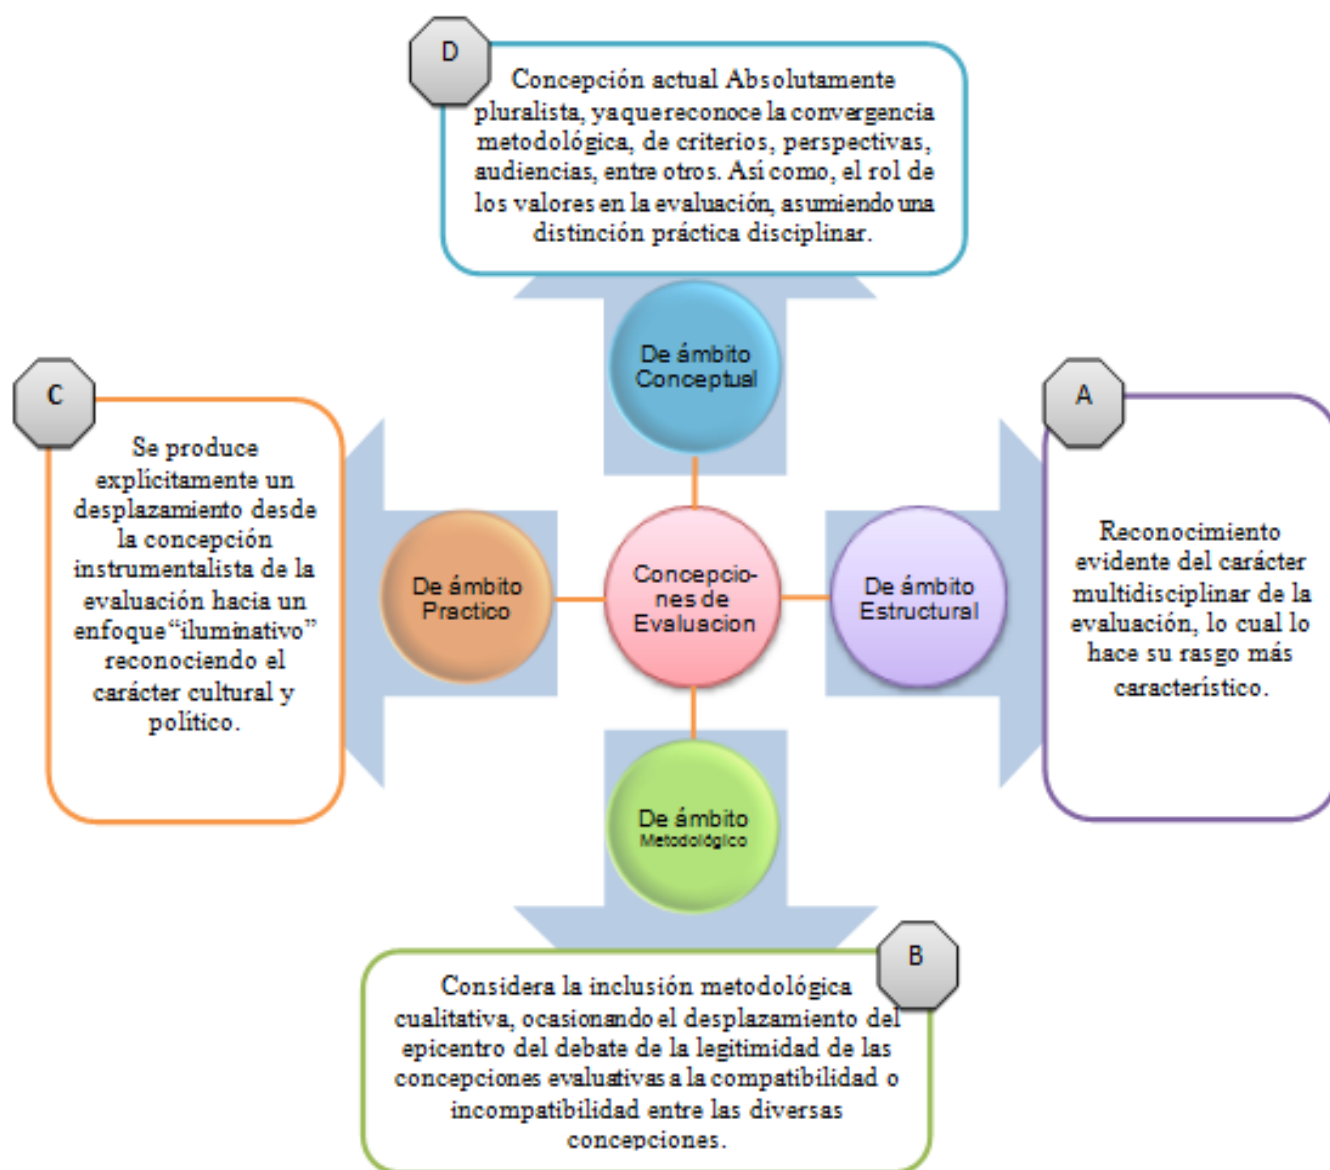 D
Concepción actual Absolutamente
pluralista, ya que reconoce la convergencia
metodológica, de criterios, perspectivas,
audiencias, entre otros. Así como, el rol de
los valores en la evaluación, asumiendo una
distinción práctica disciplinar.
De ámbito
Conceptual
C
Se produce
explícitamente un
desplazamiento desde
la concepción
instrumentalista de la
evaluación hacia un
enfoque “iluminativo”
reconociendo el
carácter cultural y
político.
De ámbito
Practico
Concepcio-
nes de
Evaluacion
De ámbito
Estructural
A
Reconocimiento
evidente del carácter
multidisciplinar de la
evaluación, lo cual lo
hace su rasgo más
característico.
De ámbito
Metodológico
B
Considera la inclusión metodológica
cualitativa, ocasionando el desplazamiento del
epicentro del debate de la legitimidad de las
concepciones evaluativas a la compatibilidad o
incompatibilidad entre las diversas
concepciones.